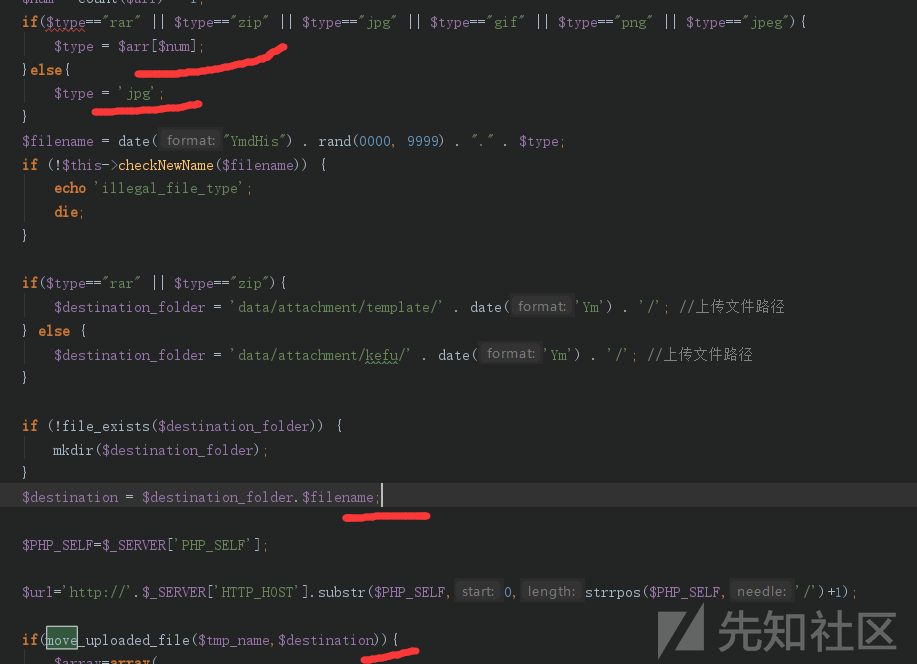 if($type=="rar" || $type=="zip" || $type=="jpg" || $type=="gif" || $type=="png" || $type=="jpeg"){
$type = $arr[$num];
}else{
$type = 'jpg';
}
$filename = date( format: "YmdHis") . rand(0000, 9999) . "." . $type;
if (!$this->checkNewName($filename)) {
echo 'illegal_file_type';
die;
}
if($type=="rar" || $type=="zip"){
$destination_folder = 'data/attachment/template/' . date( format: 'Ym') . '/'; //上传文件路径
} else {
$destination_folder = 'data/attachment/kefu/' . date( format: 'Ym') . '/'; //上传文件路径
}
if (!file_exists($destination_folder)) {
mkdir($destination_folder);
}
$destination = $destination_folder.$filename;
$PHP_SELF=$_SERVER['PHP_SELF'];
$url='http://'.$_SERVER['HTTP_HOST'].substr($PHP_SELF, start: 0, length: strrpos($PHP_SELF, needle: '/')+1);
if(move_uploaded_file($tmp_name,$destination)){
$array=array(
先知社区